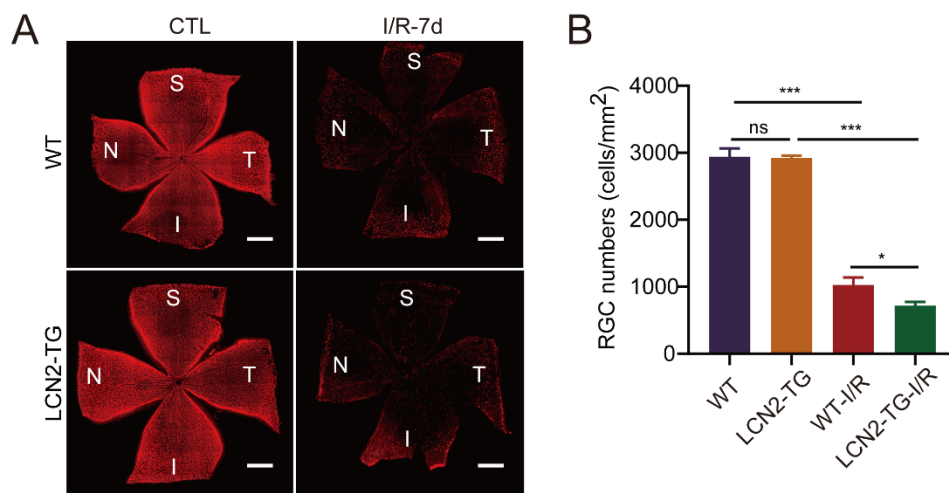 A
CTL
I/R-7d
WT
S
N
T
I
S
N
T
I
LCN2-TG
S
N
T
I
S
N
T
I
B
RGC numbers (cells/mm²)
4000
3000
2000
1000
0
***
ns
***
*
WT
LCN2-TG
WT-I/R
LCN2-TG-I/R